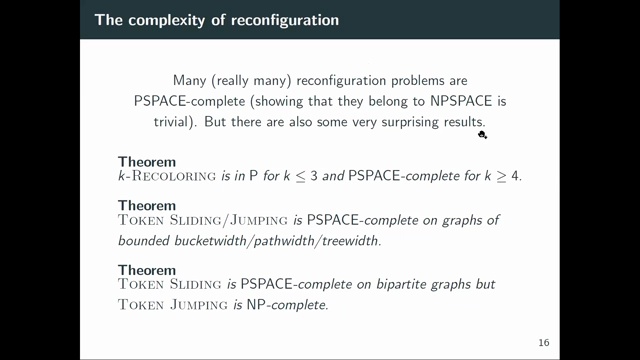 The complexity of reconfiguration
Many (really many) reconfiguration problems are
PSPACE-complete (showing that they belong to NPSPACE is
trivial). But there are also some very surprising results.
Theorem
k-Recoloring is in P for k ≤ 3 and PSPACE-complete for k ≥ 4.
Theorem
Token Sliding/Jumping is PSPACE-complete on graphs of
bounded bucketwidth/pathwidth/treewidth.
Theorem
Token Sliding is PSPACE-complete on bipartite graphs but
Token Jumping is NP-complete.
16